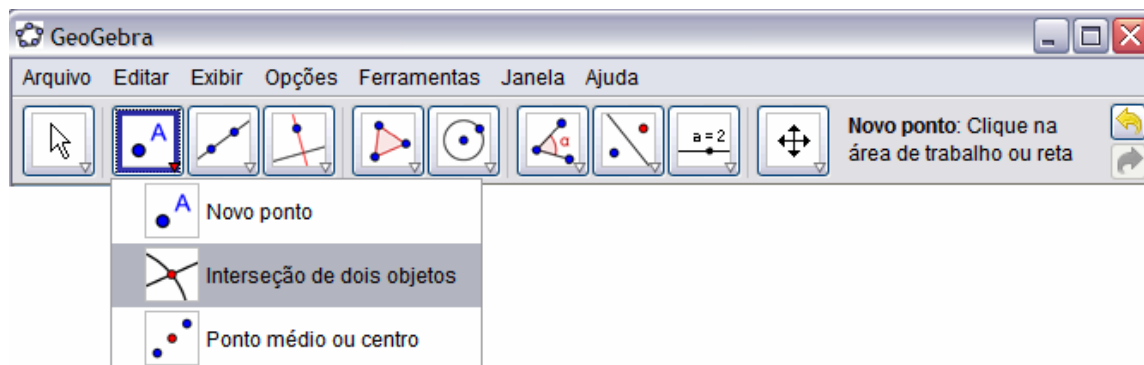 GeoGebra
Arquivo Editar Exibir Opções Ferramentas Janela Ajuda
A
α
a = 2
Novo ponto: Clique na
área de trabalho ou reta
A Novo ponto
Interseção de dois objetos
Ponto médio ou centro